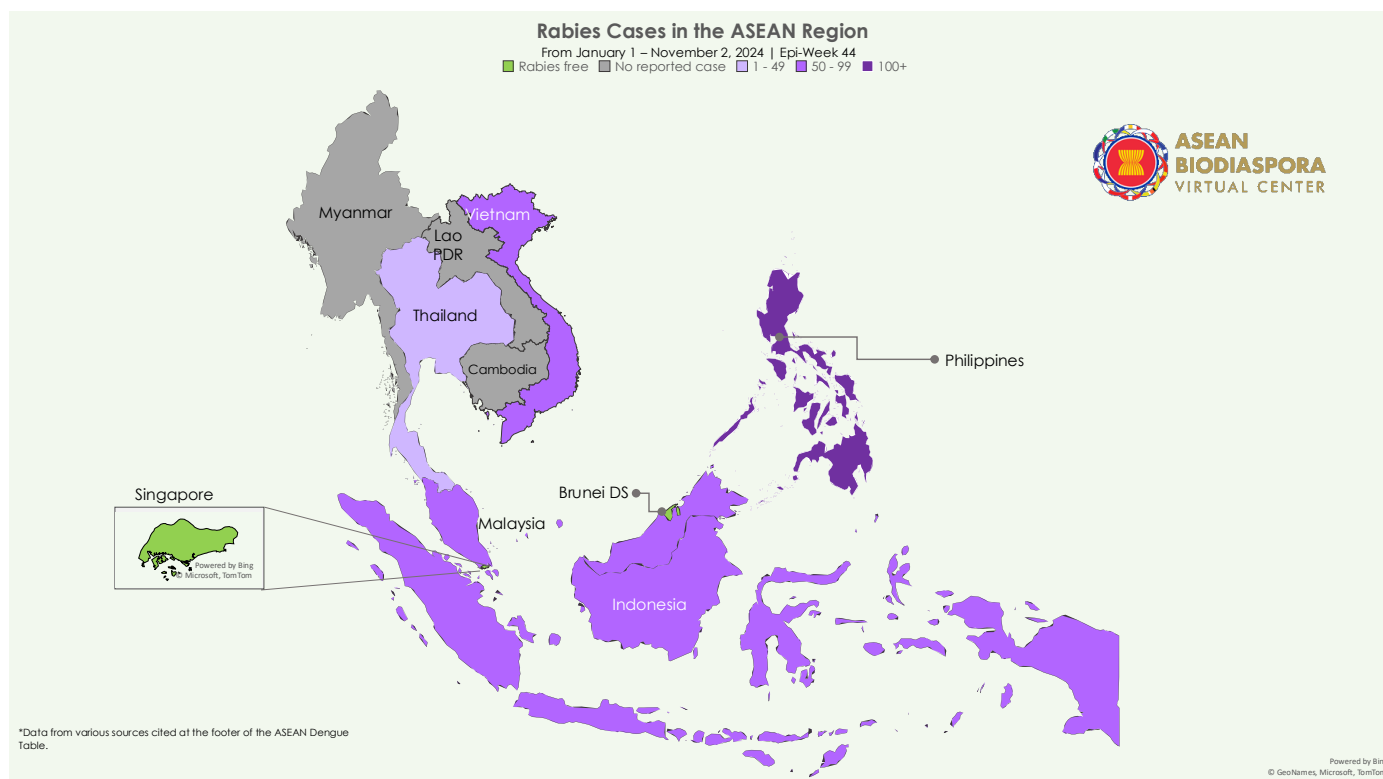 Rabies Cases in the ASEAN Region
From January 1 – November 2, 2024 | Epi-Week 44
Rabies free No reported case 1 - 49 50 - 99 100+
ASEAN
BIODIASPORA
VIRTUAL CENTER
Myanmar
Vietnam
Lao
PDR
Thailand
Cambodia
Philippines
Singapore
Brunei DS
Malaysia
Powered by Bing
© Microsoft, TomTom
Indonesia
*Data from various sources cited at the footer of the ASEAN Dengue
Table.
Powered by Bin
© GeoNames, Microsoft, TomTom